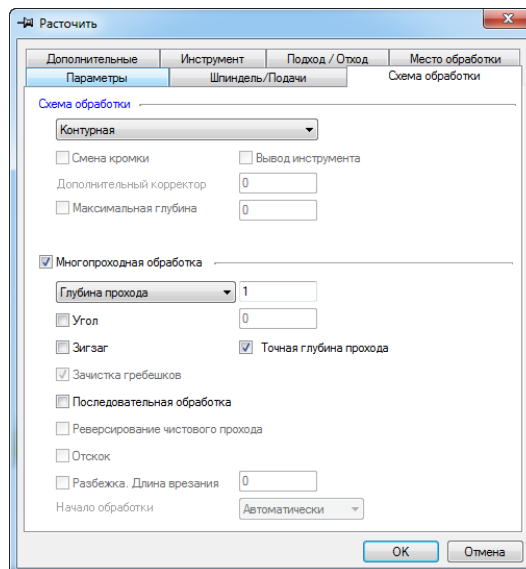 Расточить
Дополнительные Инструмент Подход / Отход Место обработки
Параметры Шпиндель/Подачи Схема обработки
Схема обработки
Контурная
Смена кромки Вывод инструмента
Дополнительный корректор 0
Максимальная глубина 0
Многопроходная обработка
Глубина прохода 1
Угол 0
Зигзаг Точная глубина прохода
Зачистка гребешков
Последовательная обработка
Реверсирование чистового прохода
Отскок
Разбежка. Длина врезания 0
Начало обработки Автоматически
OK Отмена